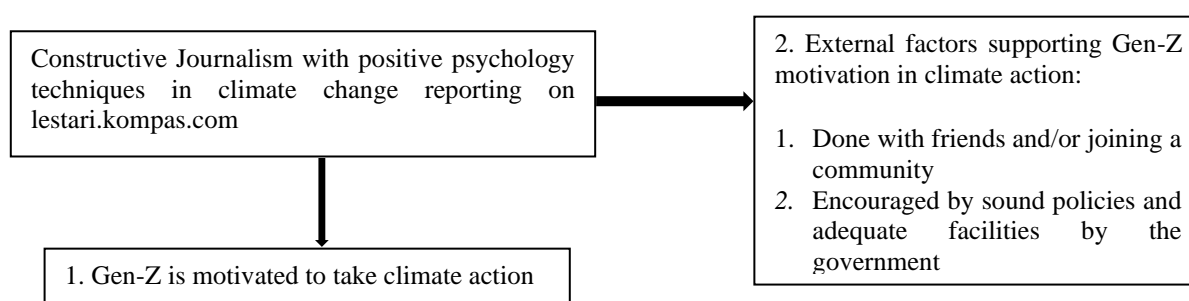 Constructive Journalism with positive psychology
techniques in climate change reporting on
lestari.kompas.com
1. Gen-Z is motivated to take climate action
2. External factors supporting Gen-Z
motivation in climate action:
1. Done with friends and/or joining a
community
2. Encouraged by sound policies and
adequate facilities by the
government